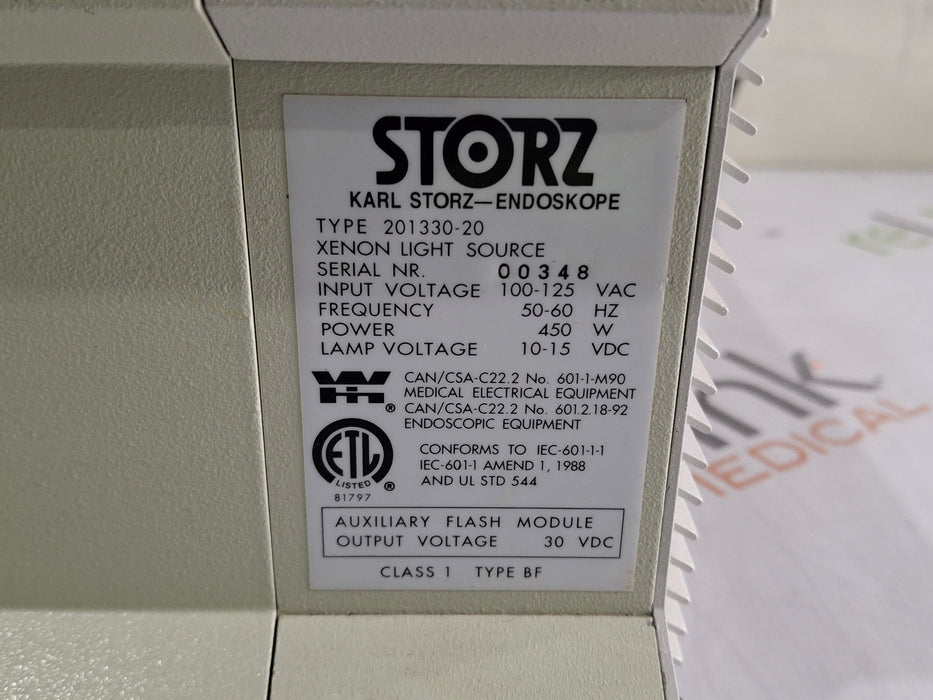 STORZ
KARL STORZ—ENDOSKOPE
TYPE 201330-20
XENON LIGHT SOURCE
SERIAL NR. 00348
INPUT VOLTAGE 100-125 VAC
FREQUENCY 50-60 HZ
POWER 450 W
LAMP VOLTAGE 10-15 VDC
CAN/CSA-C22.2 No. 601-1-M90
MEDICAL ELECTRICAL EQUIPMENT
CAN/CSA-C22.2 No. 601.2.18-92
ENDOSCOPIC EQUIPMENT
ETL
LISTED
81797
CONFORMS TO IEC-601-1-1
IEC-601-1 AMEND 1, 1988
AND UL STD 544
AUXILIARY FLASH MODULE
OUTPUT VOLTAGE 30 VDC
CLASS 1 TYPE BF
MEDICAL